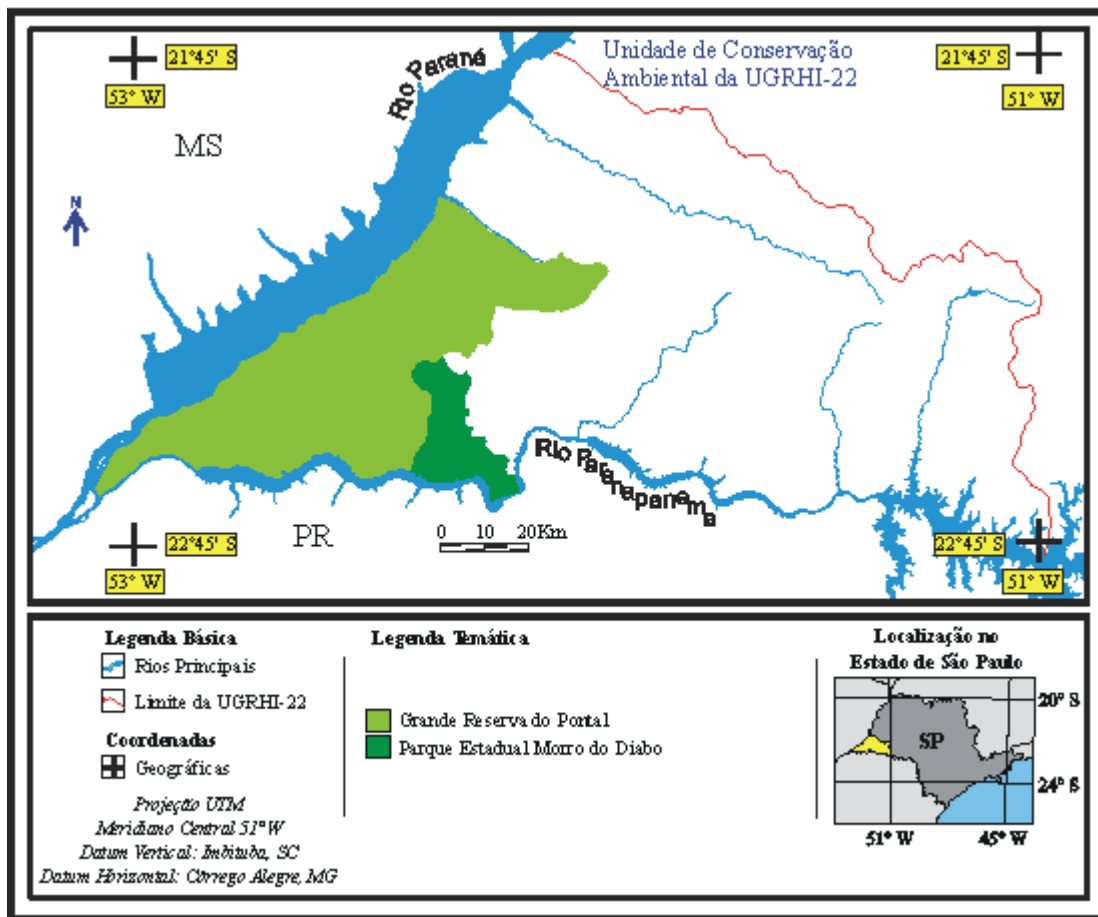 Unidade de Conservação
Ambiental da UGRHI-22
21°45' S
53° W
21°45' S
51° W
Rio Paraná
MS
N
Rio Paranapanema
PR
0 10 20Km
22°45' S
53° W
22°45' S
51° W
Legenda Básica
Rios Principais
Limite da UGRHI-22
Coordenadas
Geográficas
Projeção UTM
Meridiano Central 51° W
Datum Vertical: Imbituba, SC
Datum Horizontal: Córrego Alegre, MG
Legenda Temática
Grande Reserva do Pontal
Parque Estadual Morro do Diabo
Localização no
Estado de São Paulo
20° S
SP
24° S
51° W 45° W